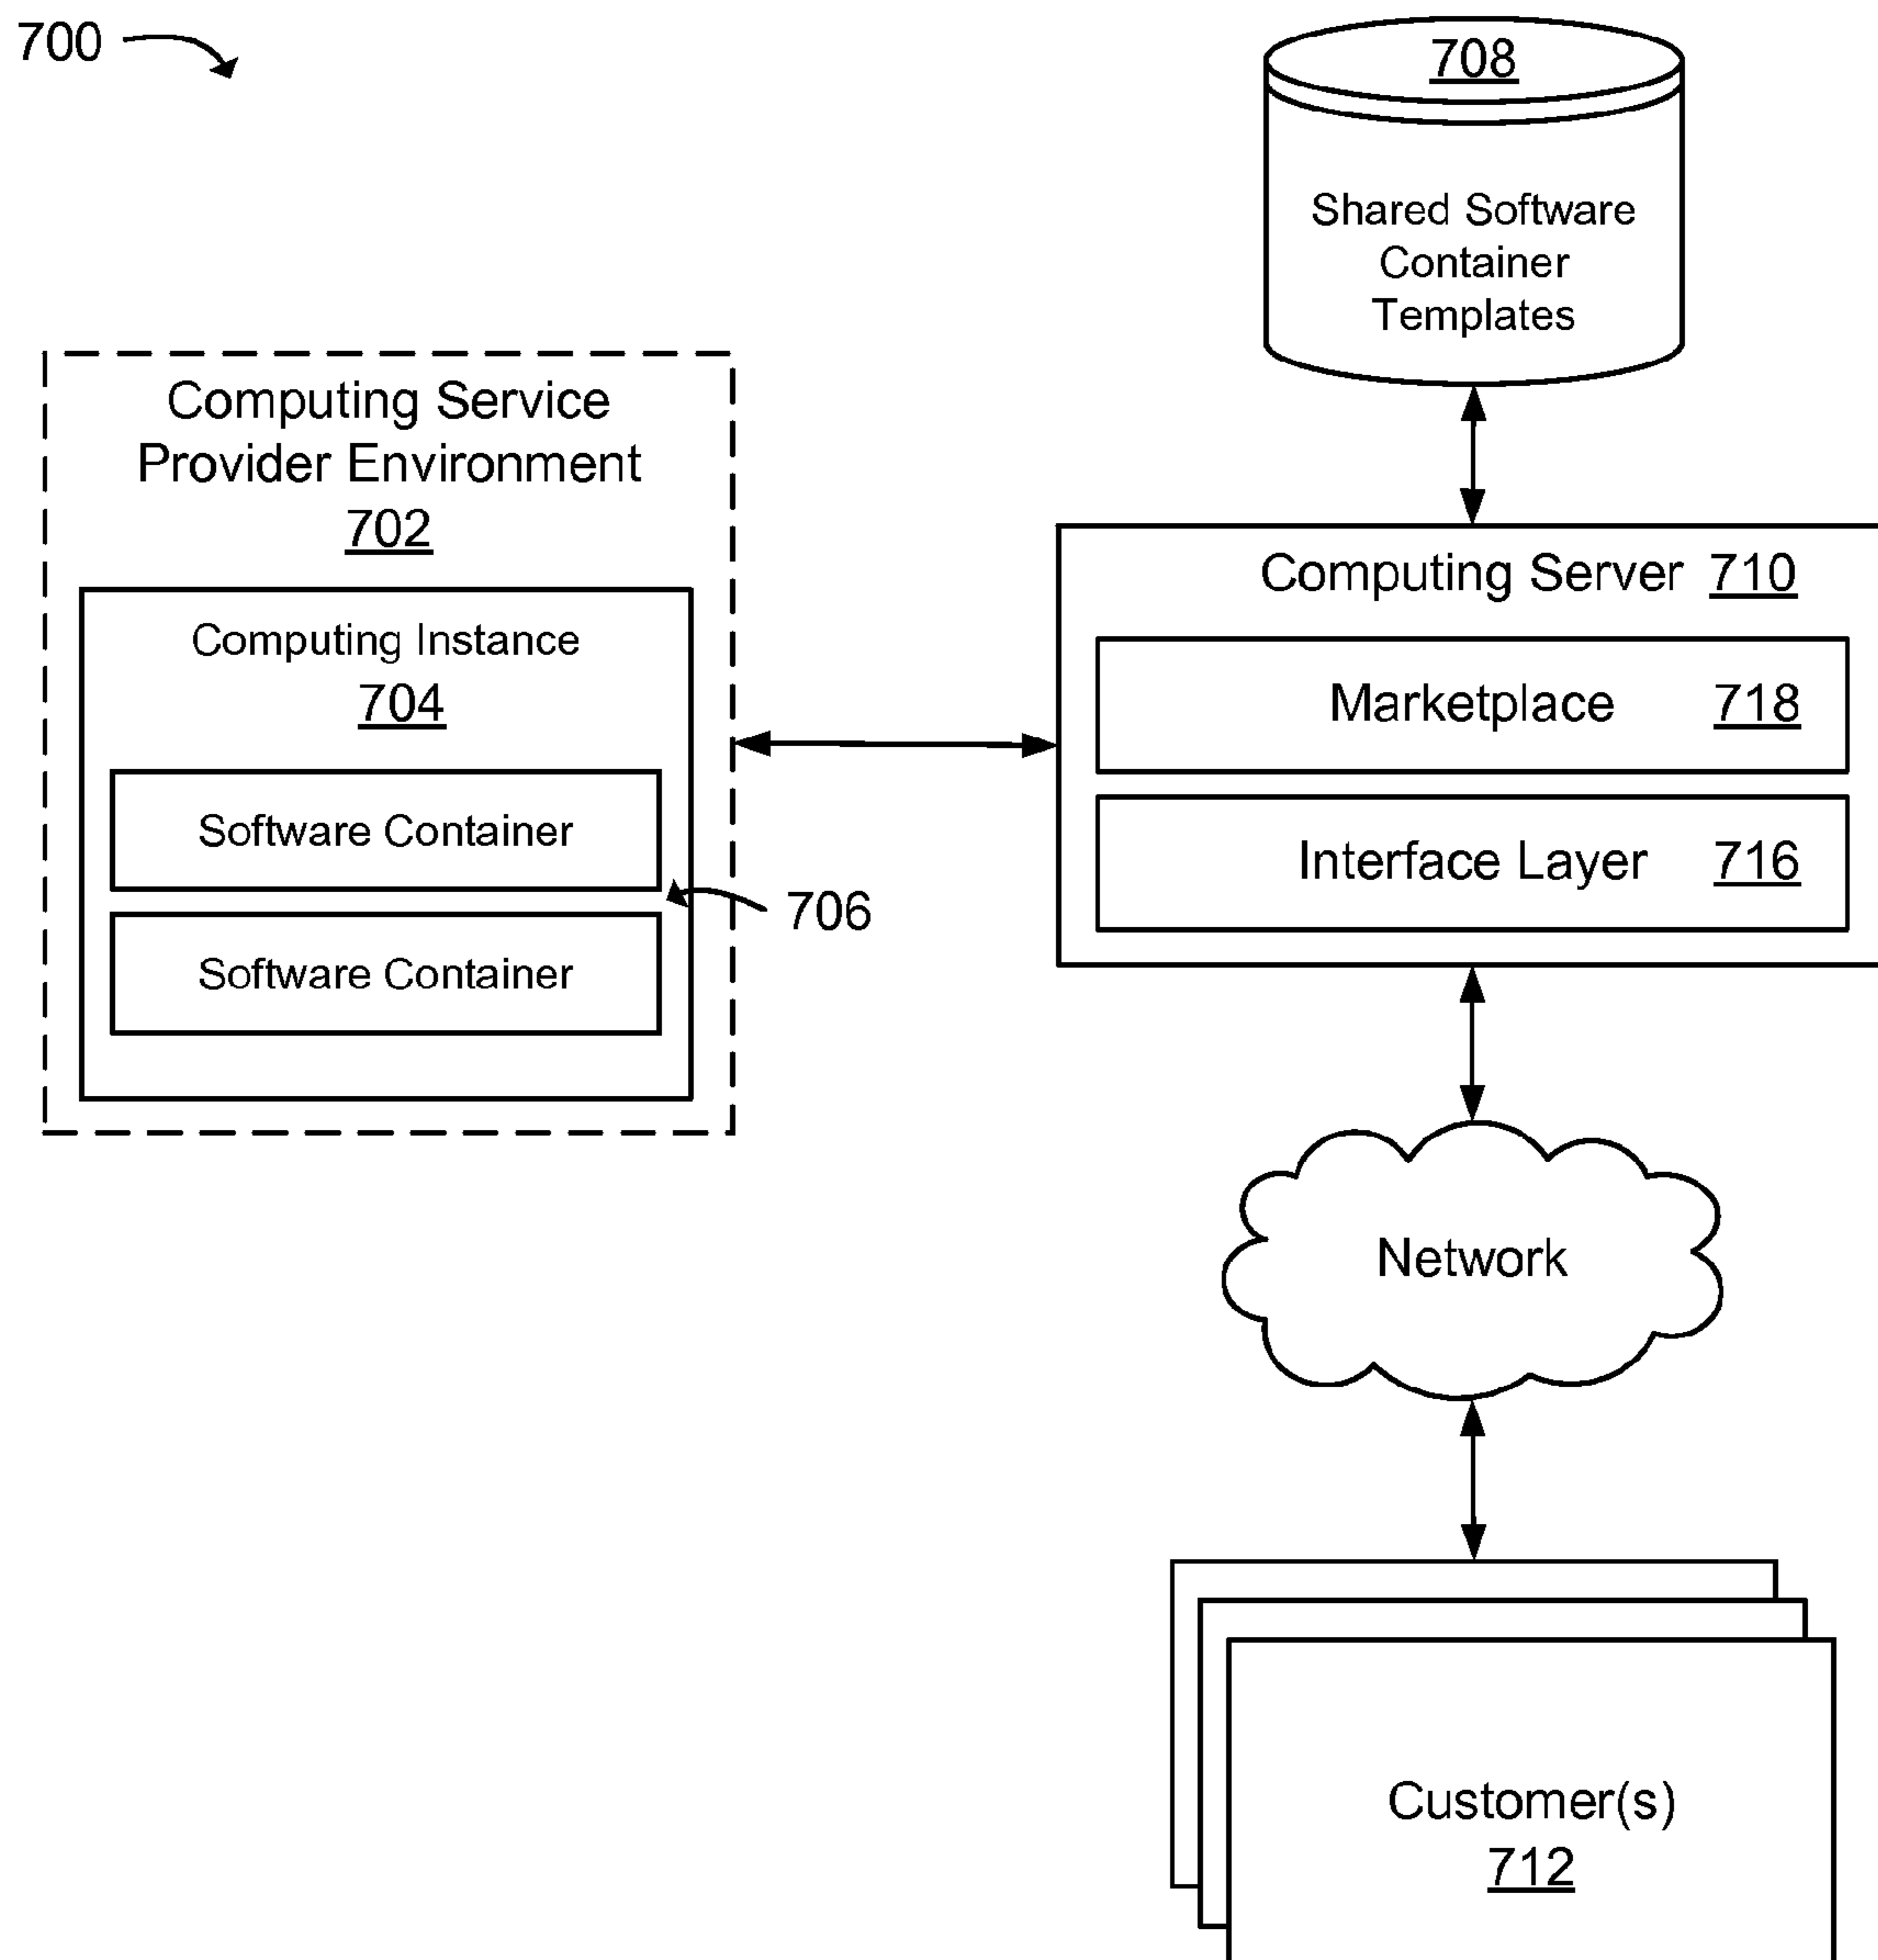 700
708
Shared Software
Container
Templates
Computing Service
Provider Environment
702
Computing Instance
704
Software Container
Software Container
706
Computing Server 710
Marketplace 718
Interface Layer 716
Network
Customer(s)
712